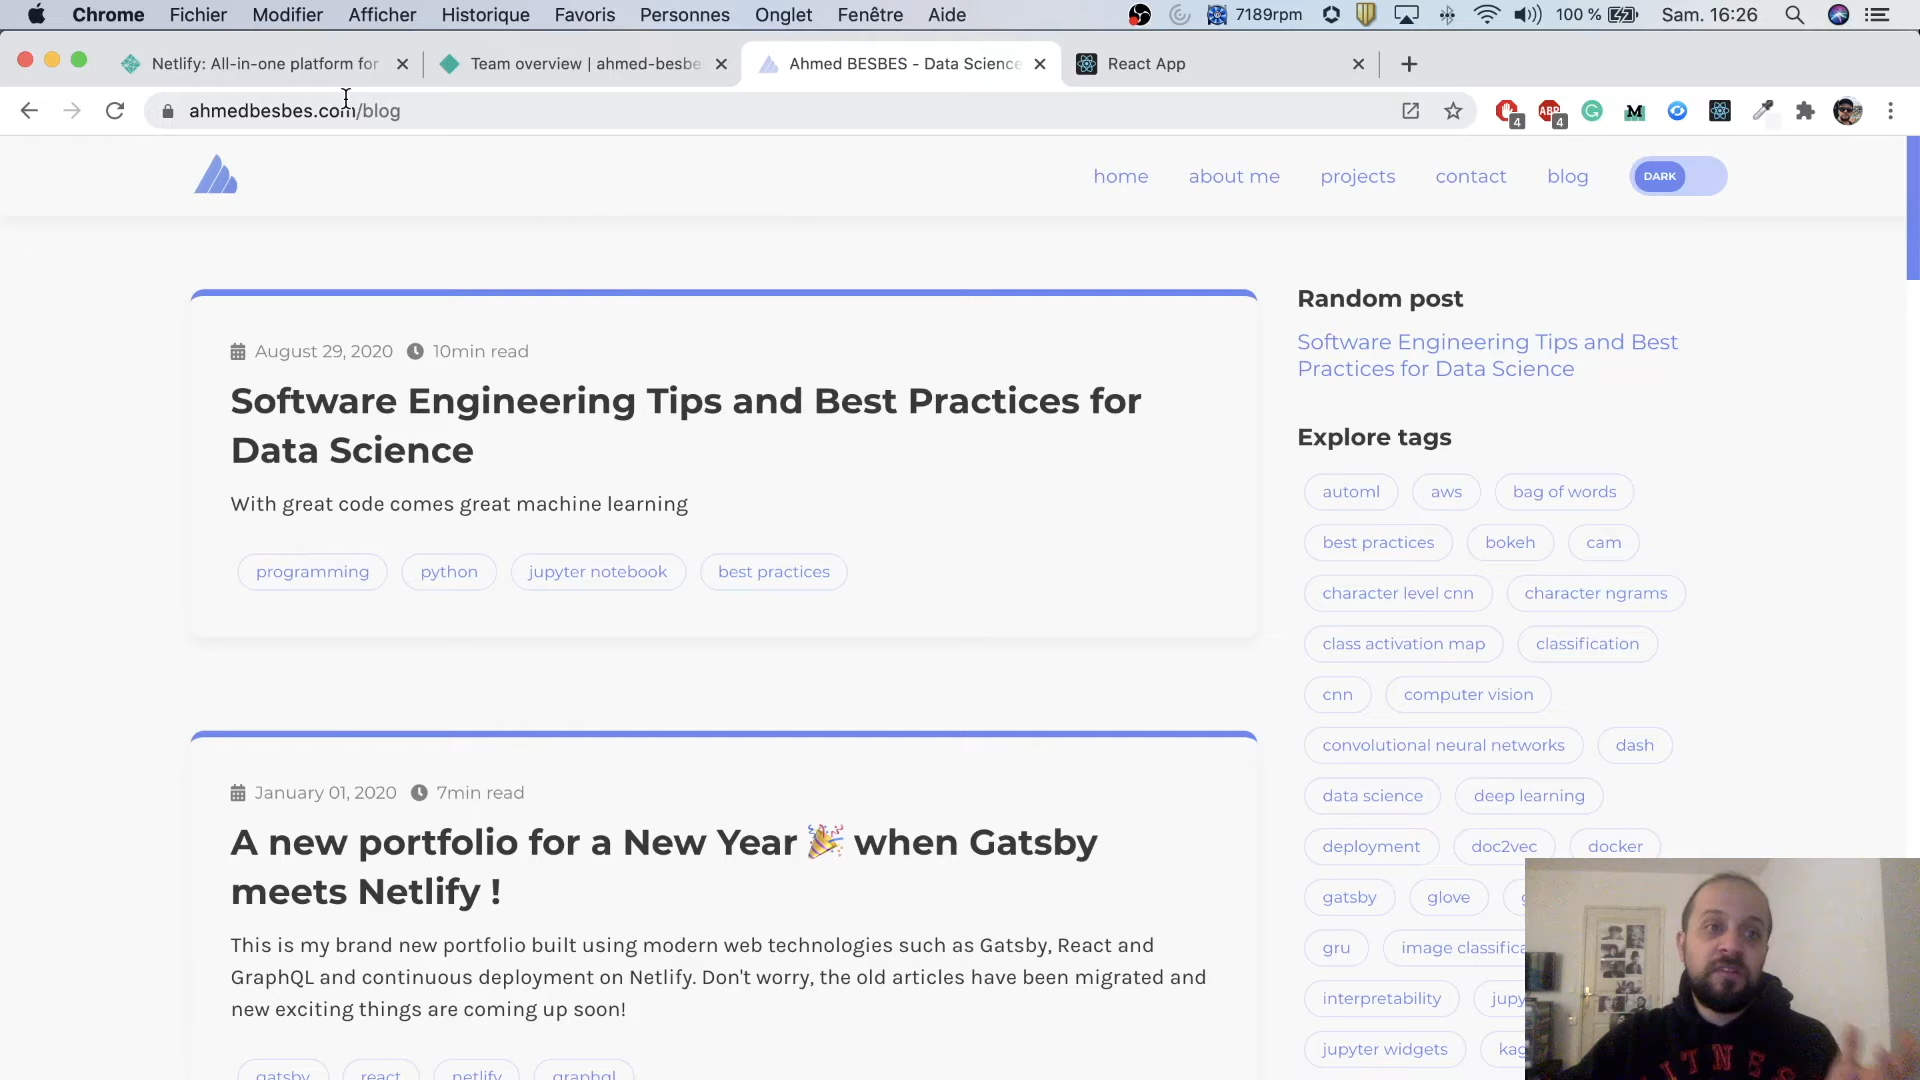 Chrome Fichier Modifier Afficher Historique Favoris Personnes Onglet Fenêtre Aide 7189rpm 100 % Sam. 16:26
Netlify: All-in-one platform for Team overview | ahmed-besbe Ahmed BESBES - Data Science React App
ahmedbesbes.com/blog 4 ABP 4
home about me projects contact blog DARK
August 29, 2020 10min read
Software Engineering Tips and Best Practices for
Data Science
With great code comes great machine learning
programming python jupyter notebook best practices
January 01, 2020 7min read
A new portfolio for a New Year 🎉 when Gatsby
meets Netlify !
This is my brand new portfolio built using modern web technologies such as Gatsby, React and
GraphQL and continuous deployment on Netlify. Don't worry, the old articles have been migrated and
new exciting things are coming up soon!
gatsby react netlify graphql
Random post
Software Engineering Tips and Best
Practices for Data Science
Explore tags
automl aws bag of words
best practices bokeh cam
character level cnn character ngrams
class activation map classification
cnn computer vision
convolutional neural networks dash
data science deep learning
deployment doc2vec docker
gatsby glove
gru image classifica
interpretability jupy
jupyter widgets kag